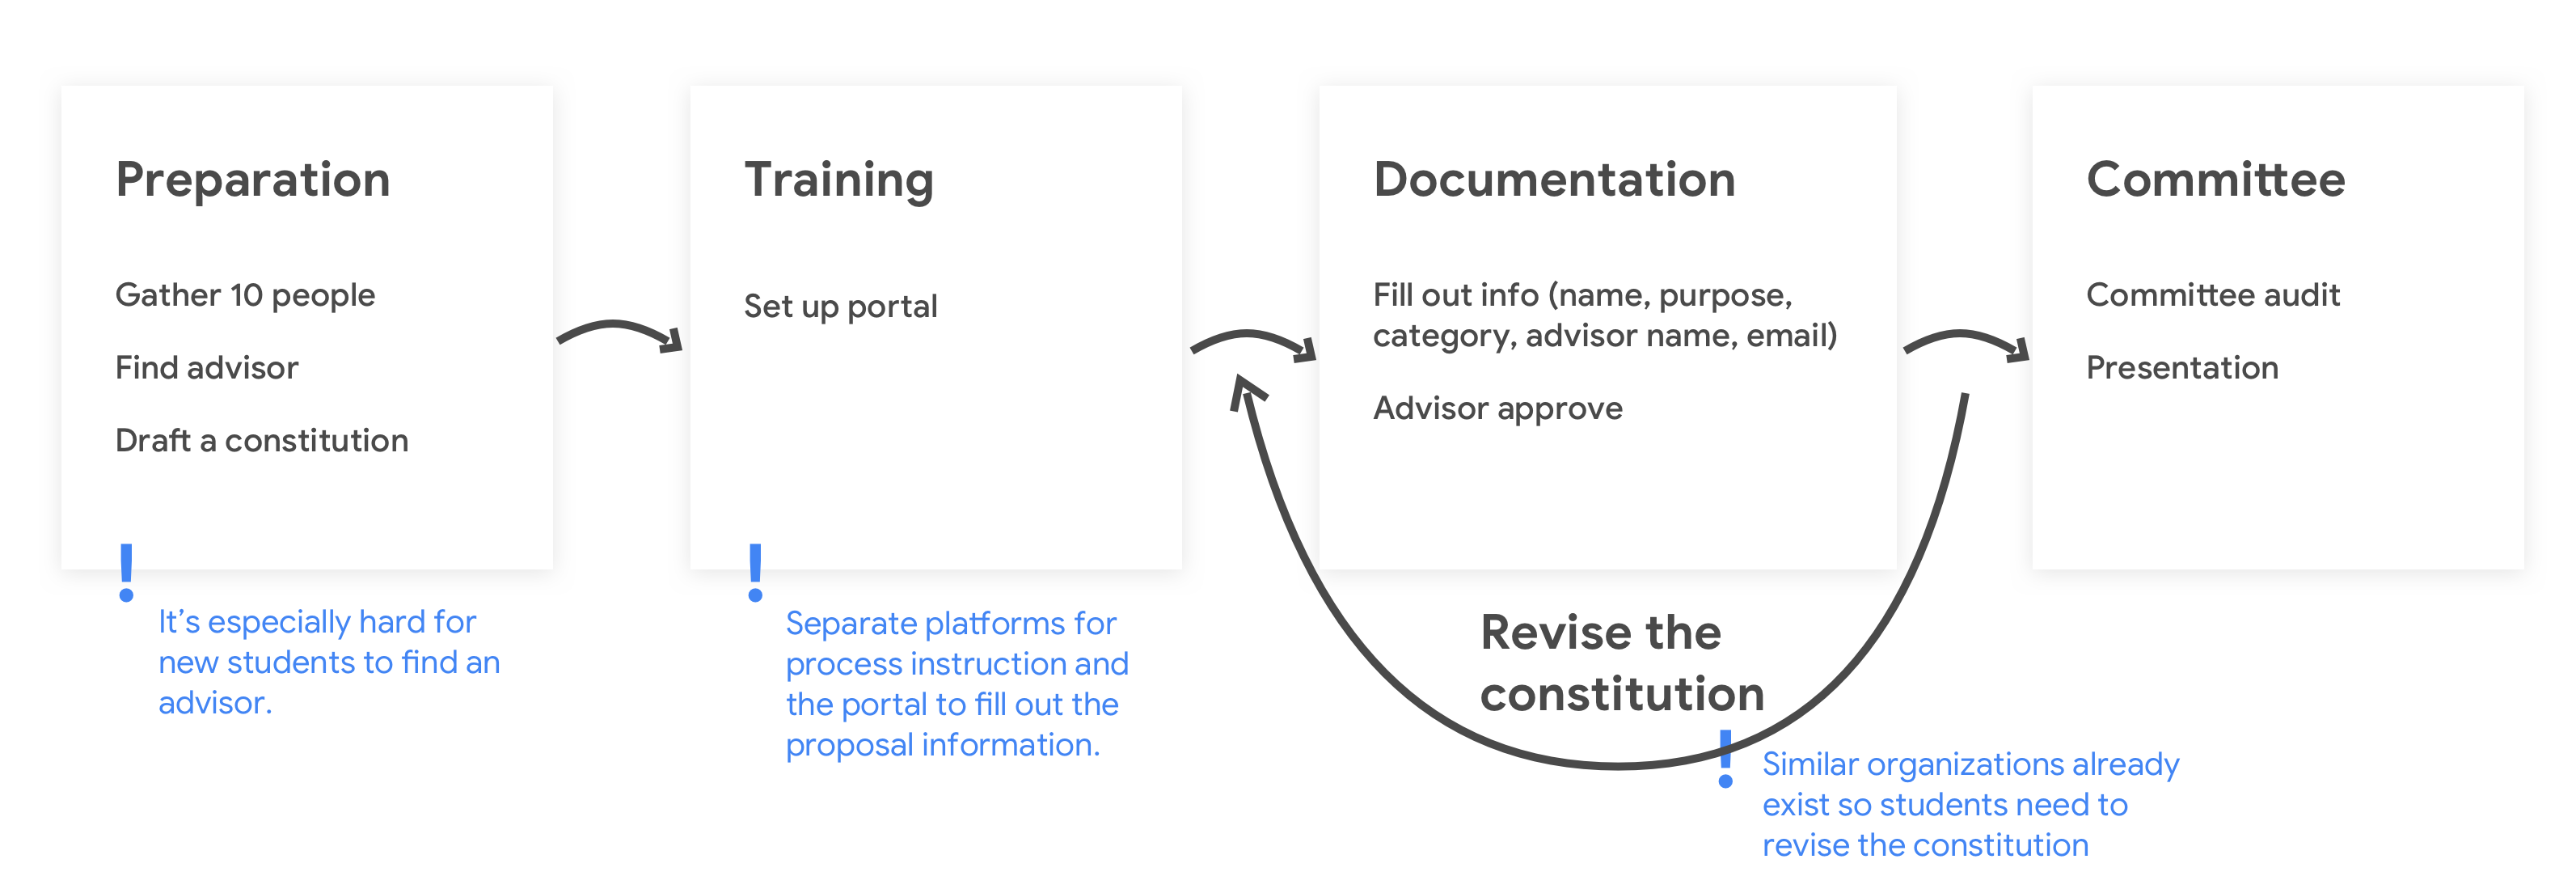 Preparation
Gather 10 people
Find advisor
Draft a constitution
!
It’s especially hard for
new students to find an
advisor.
Training
Set up portal
!
Separate platforms for
process instruction and
the portal to fill out the
proposal information.
Documentation
Fill out info (name, purpose,
category, advisor name, email)
Advisor approve
Revise the
constitution
!
Similar organizations already
exist so students need to
revise the constitution
Committee
Committee audit
Presentation